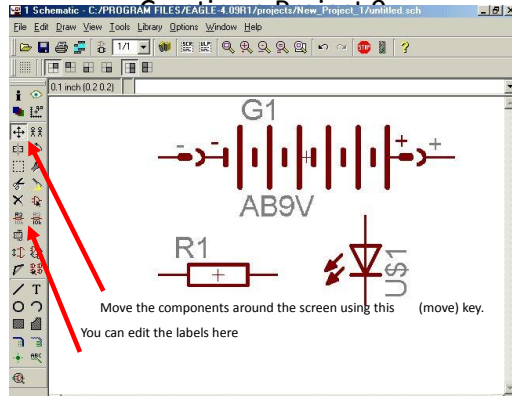 1 Schematic - C:/PROGRAM FILES/EAGLE-4.09R1/projects/New_Project_1/untitled.sch
File Edit Draw View Tools Library Options Window Help
1/1
0.1 inch (0.2 0.2)
G1
- - + +
AB9V
R1
U$1
Move the components around the screen using this (move) key.
You can edit the labels here